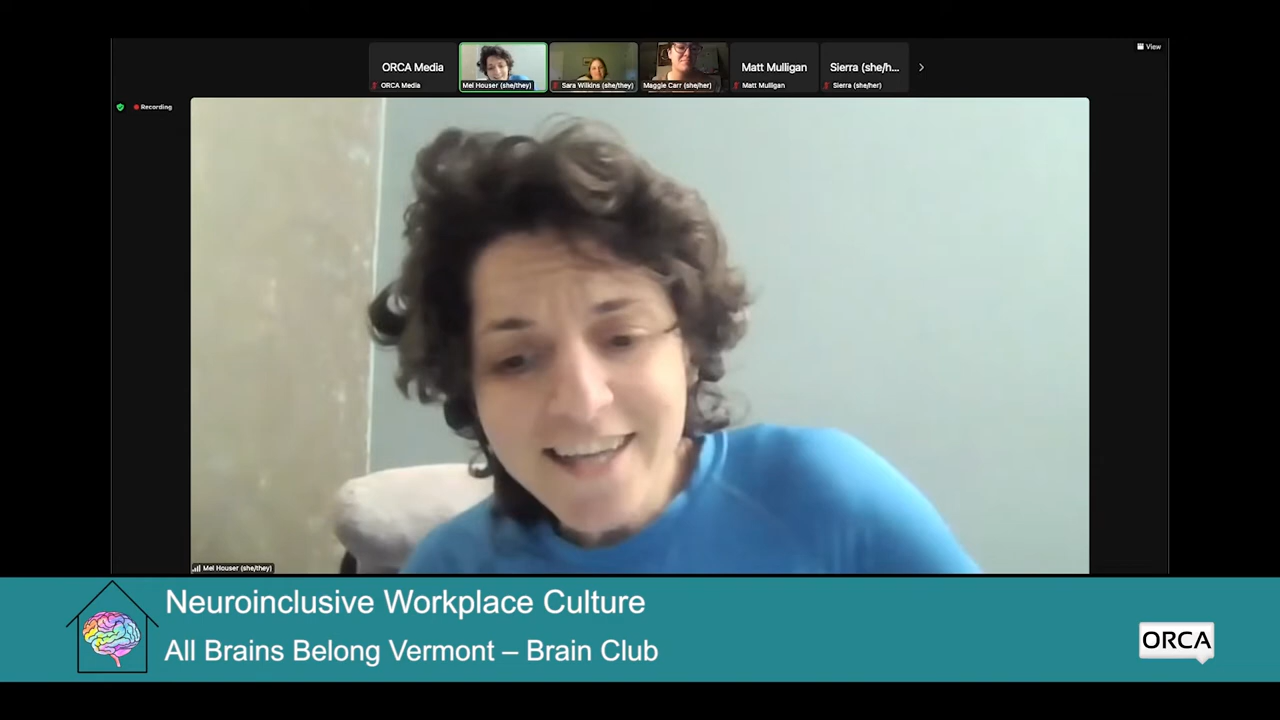 View
ORCA Media
ORCA Media
Mel Houser (she/they)
Sara Wilkins (she/they)
Maggie Carr (she/her)
Matt Mulligan
Matt Mulligan
Sierra (she/h...
Sierra (she/her)
Recording
Mel Houser (she/they)
Neuroinclusive Workplace Culture
All Brains Belong Vermont – Brain Club
ORCA